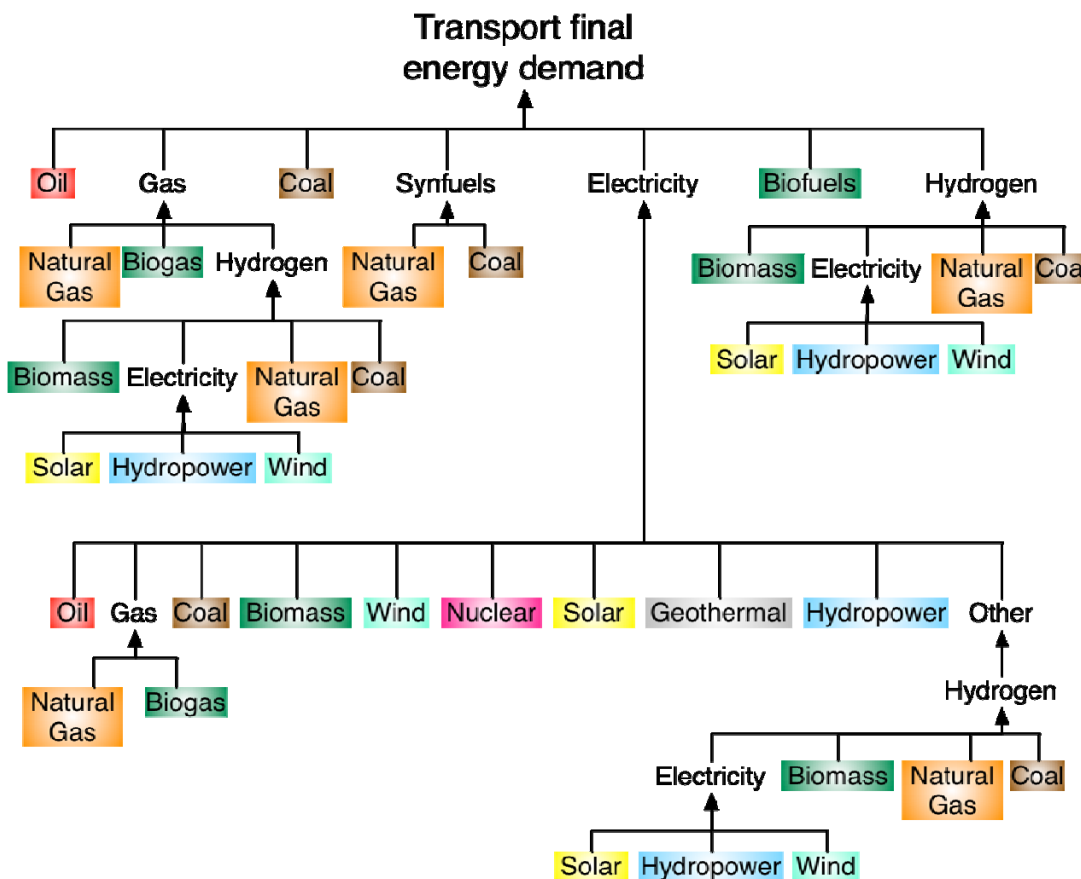 Transport final
energy demand
Oil Gas Coal Synfuels Electricity Biofuels Hydrogen
Natural Gas Biogas Hydrogen Natural Gas Coal
Biomass Electricity Natural Gas Coal
Biomass Electricity Natural Gas Coal
Solar Hydropower Wind
Solar Hydropower Wind
Oil Gas Coal Biomass Wind Nuclear Solar Geothermal Hydropower Other
Natural Gas Biogas
Hydrogen
Electricity Biomass Natural Gas Coal
Solar Hydropower Wind